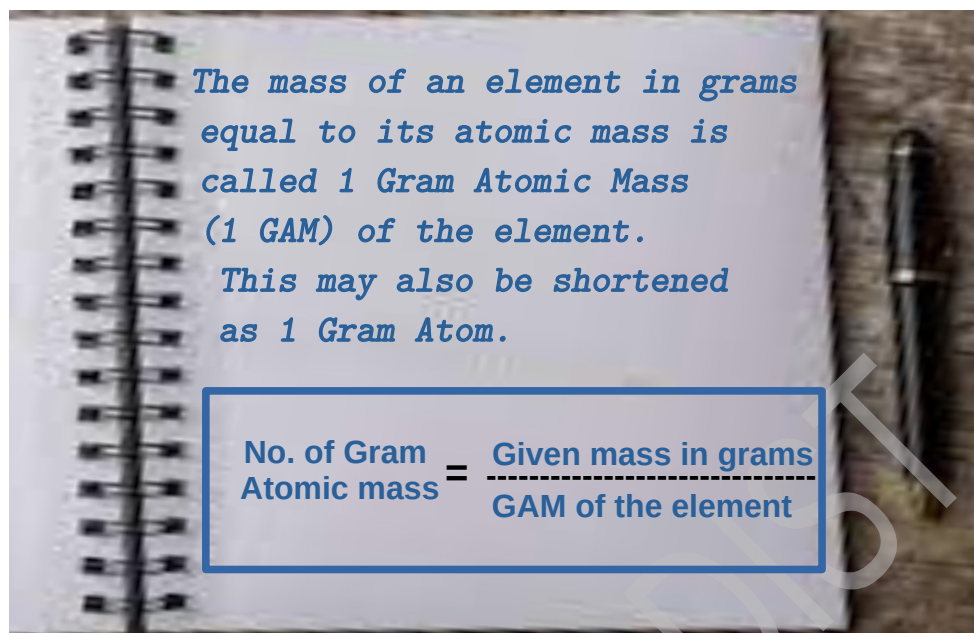 The mass of an element in grams
equal to its atomic mass is
called 1 Gram Atomic Mass
(1 GAM) of the element.
This may also be shortened
as 1 Gram Atom.
No. of Gram
Atomic mass
=
Given mass in grams
------------------------------
GAM of the element